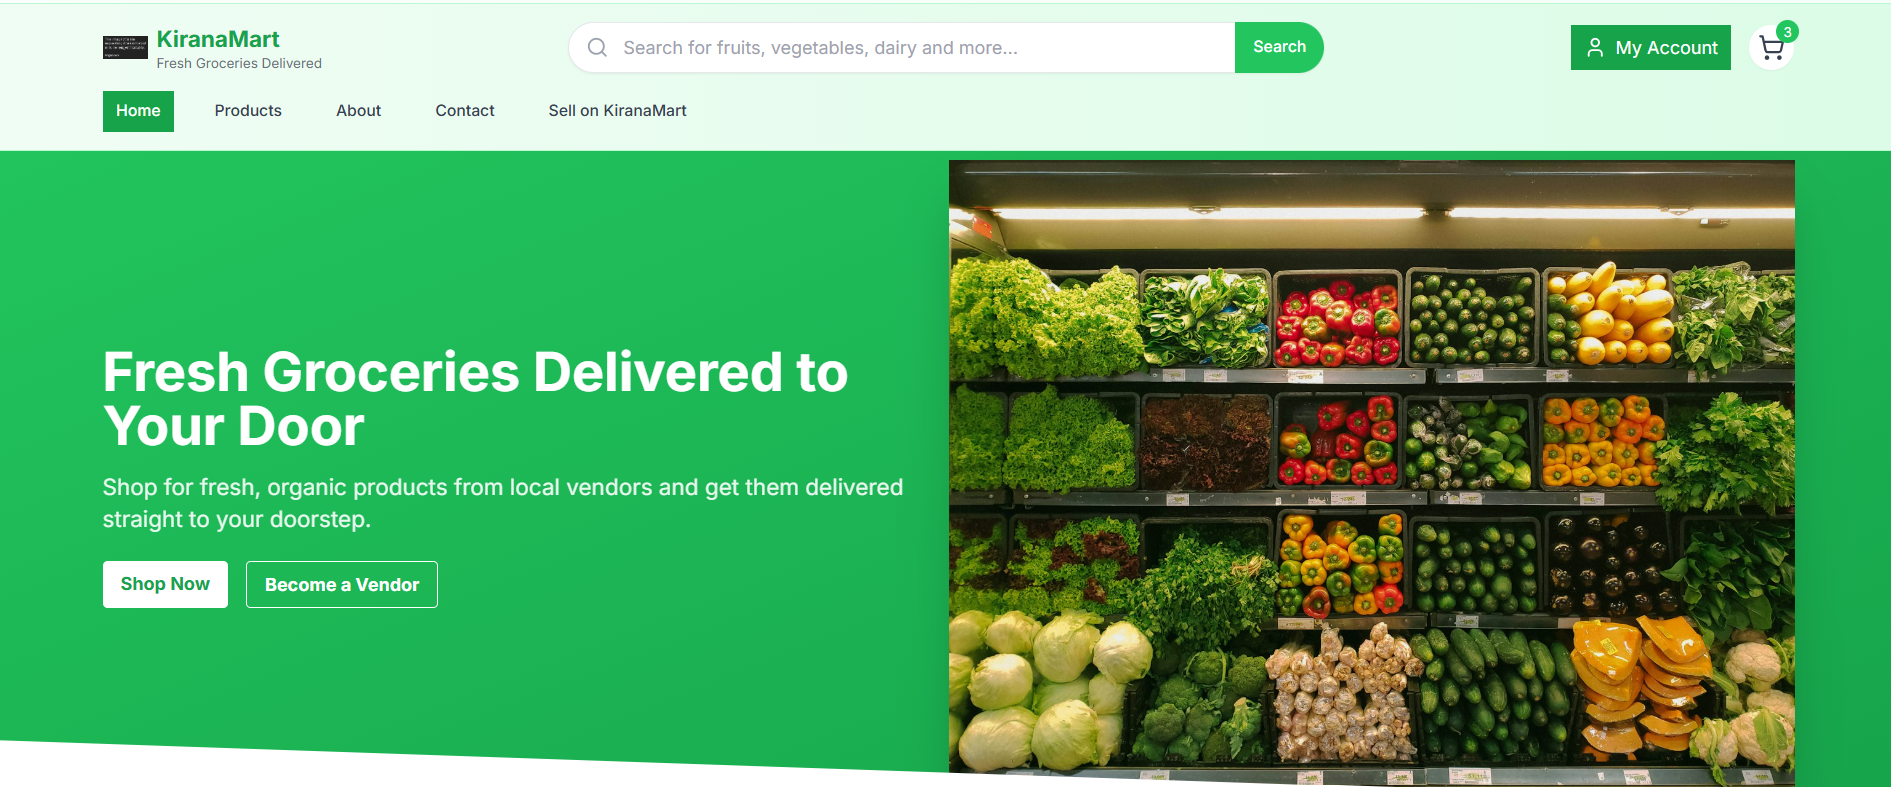 KiranaMart
Fresh Groceries Delivered
Search for fruits, vegetables, dairy and more...
Search
My Account
3
Home
Products
About
Contact
Sell on KiranaMart
Fresh Groceries Delivered to
Your Door
Shop for fresh, organic products from local vendors and get them delivered
straight to your doorstep.
Shop Now
Become a Vendor